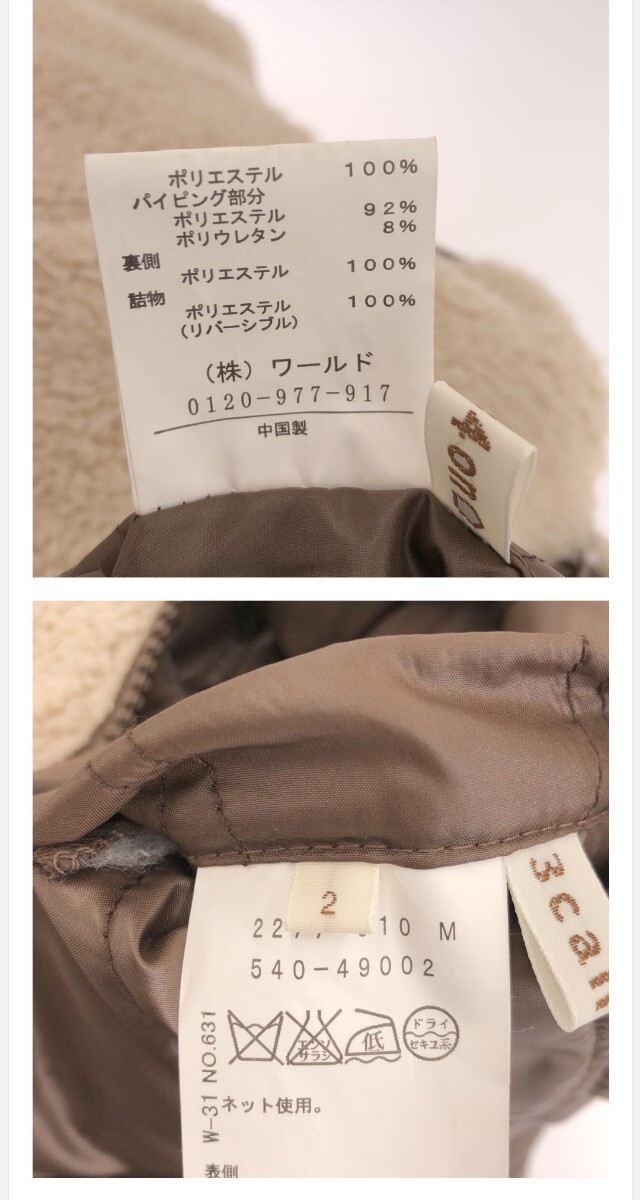 ポリエステル 100%
パイピング部分
ポリエステル 92%
ポリウレタン 8%
裏側
ポリエステル 100%
詰物
ポリエステル 100%
(リバーシブル)
(株) ワールド
0120-977-917
中国製
2
M
540-49002
3ca
W-31 NO.631
エンソ
サラシ
低
ドライ
セキユ系
ネット使用。
表側